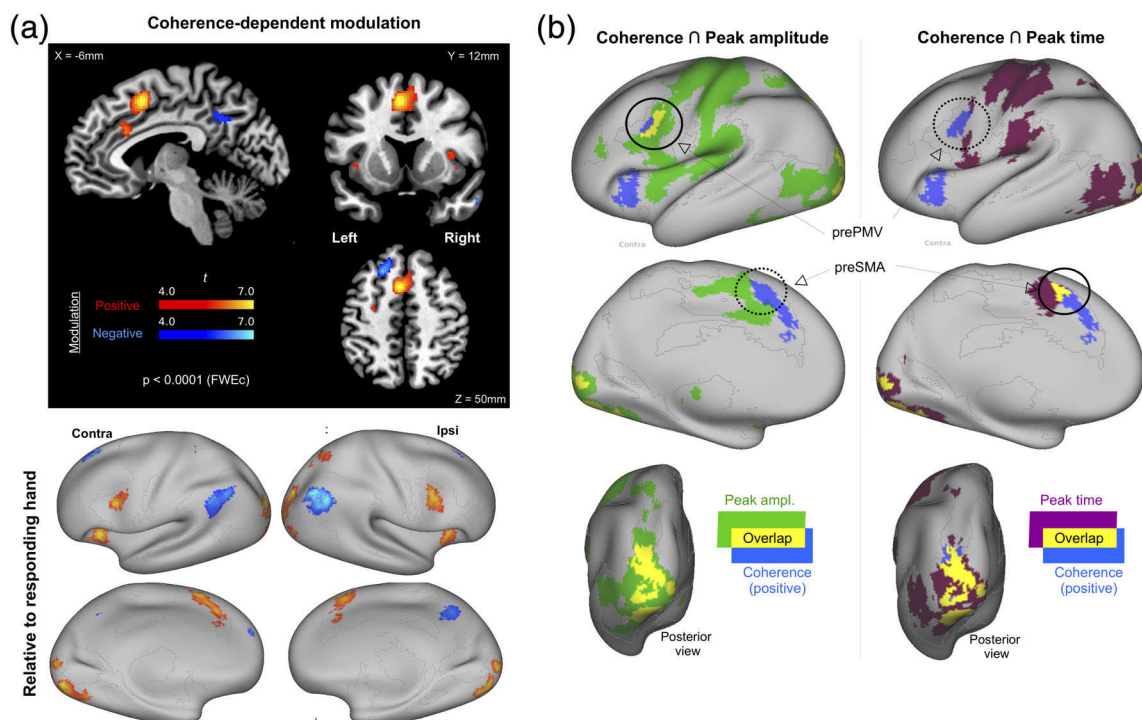 (a)
Coherence-dependent modulation
X = -6mm
Y = 12mm
Left
Right
t
4.0
7.0
Positive
4.0
7.0
Negative
Modulation
p < 0.0001 (FWEc)
Z = 50mm
Contra
:
Ipsi
Relative to responding hand
(b)
Coherence ∩ Peak amplitude
Coherence ∩ Peak time
prePMV
Contra
Contra
preSMA
Peak ampl.
Overlap
Coherence
(positive)
Posterior
view
Peak time
Overlap
Coherence
(positive)
Posterior
view